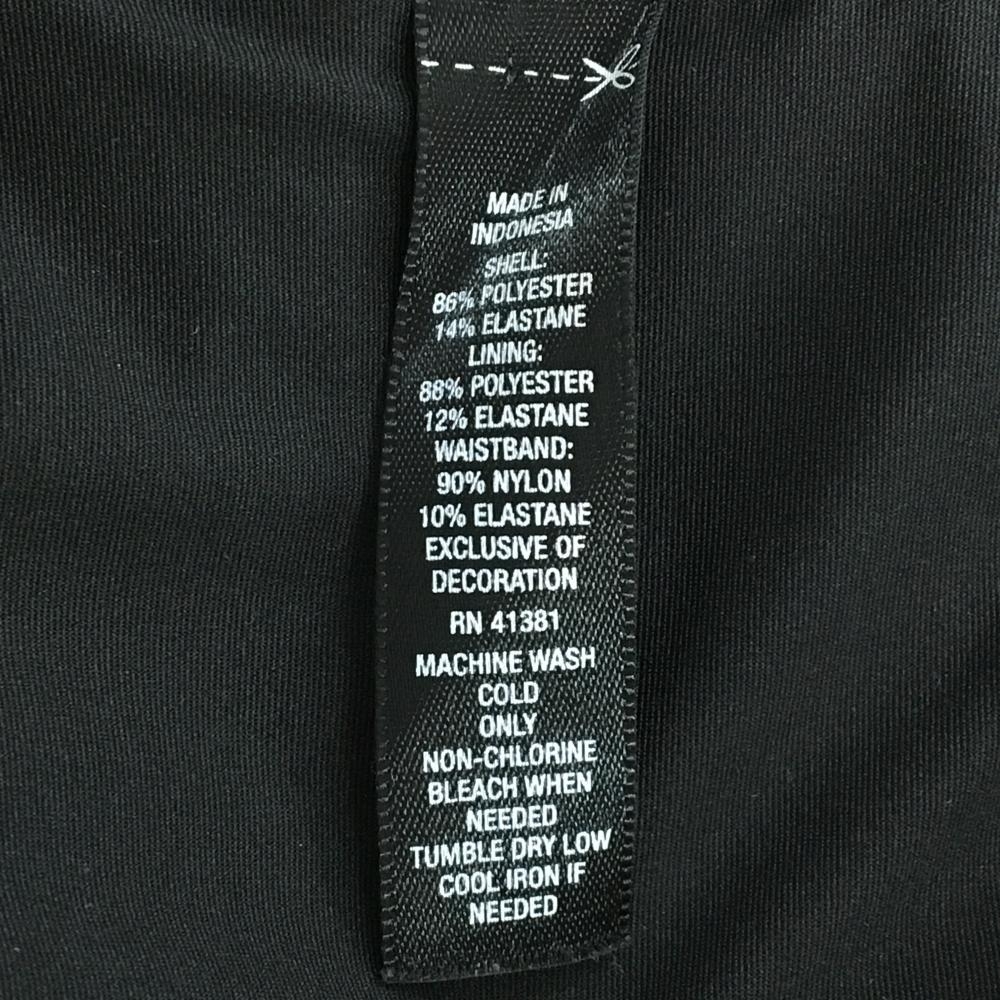 MADE IN
INDONESIA
SHELL:
86% POLYESTER
14% ELASTANE
LINING:
88% POLYESTER
12% ELASTANE
WAISTBAND:
90% NYLON
10% ELASTANE
EXCLUSIVE OF
DECORATION
RN 41381
MACHINE WASH
COLD
ONLY
NON-CHLORINE
BLEACH WHEN
NEEDED
TUMBLE DRY LOW
COOL IRON IF
NEEDED